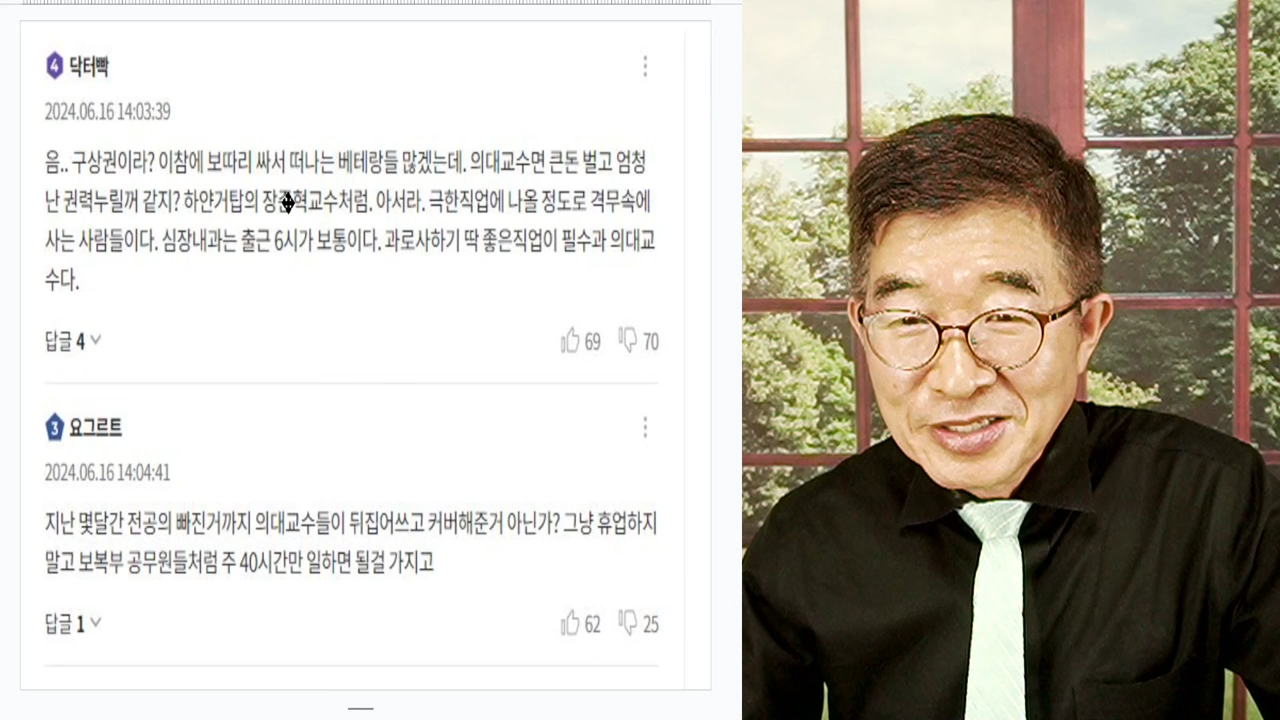 4 닥터빡
2024.06.16 14:03:39
음.. 구상권이라? 이참에 보따리 싸서 떠나는 베테랑들 많겠는데. 의대교수면 큰돈 벌고 엄청
난 권력누릴꺼 같지? 하얀거탑의 장준혁교수처럼. 아서라. 극한직업에 나올 정도로 격무속에
사는 사람들이다. 심장내과는 출근 6시가 보통이다. 과로사하기 딱 좋은직업이 필수과 의대교
수다.
답글 4
69 70
3 요그르트
2024.06.16 14:04:41
지난 몇달간 전공의 빠진거까지 의대교수들이 뒤집어쓰고 커버해준거 아닌가? 그냥 휴업하지
말고 보복부 공무원들처럼 주 40시간만 일하면 될걸 가지고
답글 1
62 25